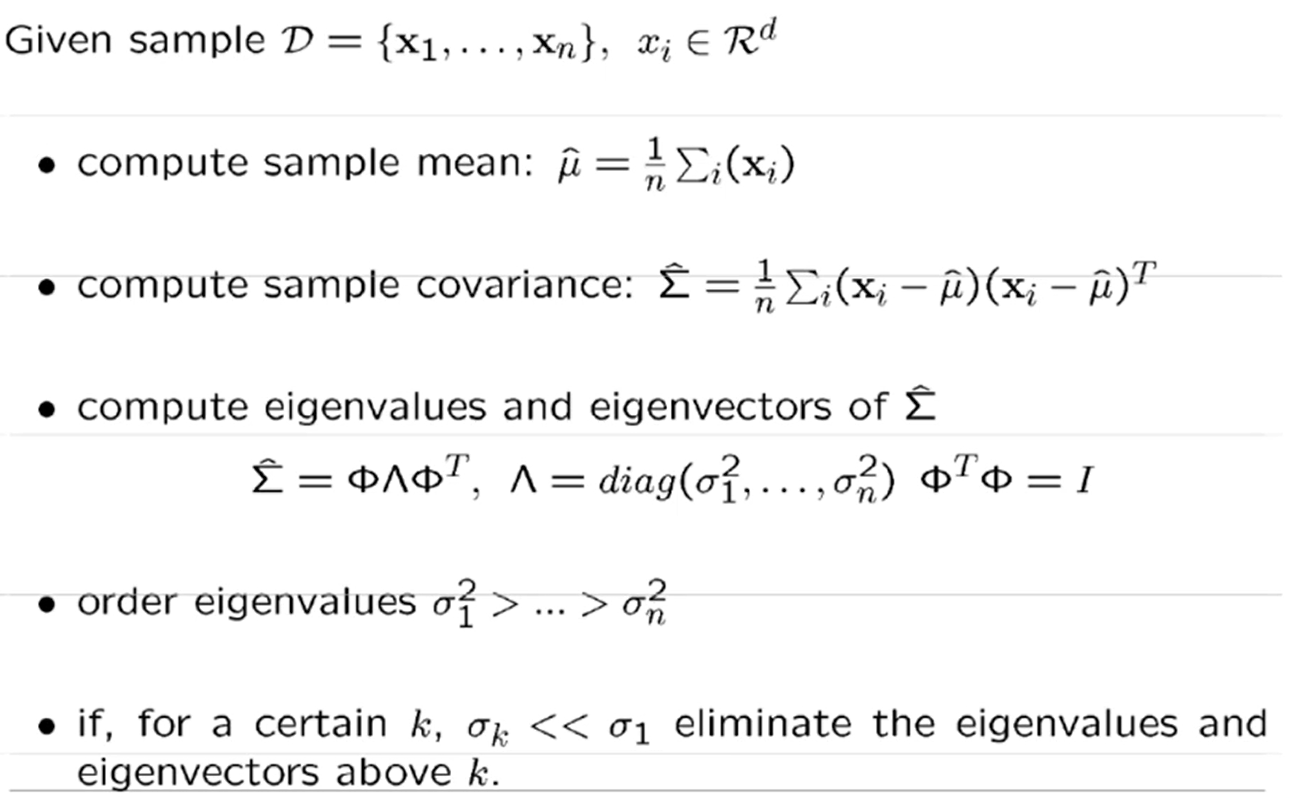 Given sample $\mathcal{D} = \{\mathbf{x}_1, \ldots, \mathbf{x}_n\},\ x_i \in \mathcal{R}^d$
• compute sample mean: $\hat{\mu} = \frac{1}{n} \sum_i (\mathbf{x}_i)$
• compute sample covariance: $\hat{\Sigma} = \frac{1}{n} \sum_i (\mathbf{x}_i - \hat{\mu})(\mathbf{x}_i - \hat{\mu})^T$
• compute eigenvalues and eigenvectors of $\hat{\Sigma}$
$\hat{\Sigma} = \Phi \Lambda \Phi^T,\ \Lambda = diag(\sigma_1^2, \ldots, \sigma_n^2)\ \Phi^T \Phi = I$
• order eigenvalues $\sigma_1^2 > ... > \sigma_n^2$
• if, for a certain $k$, $\sigma_k << \sigma_1$ eliminate the eigenvalues and
eigenvectors above $k$.